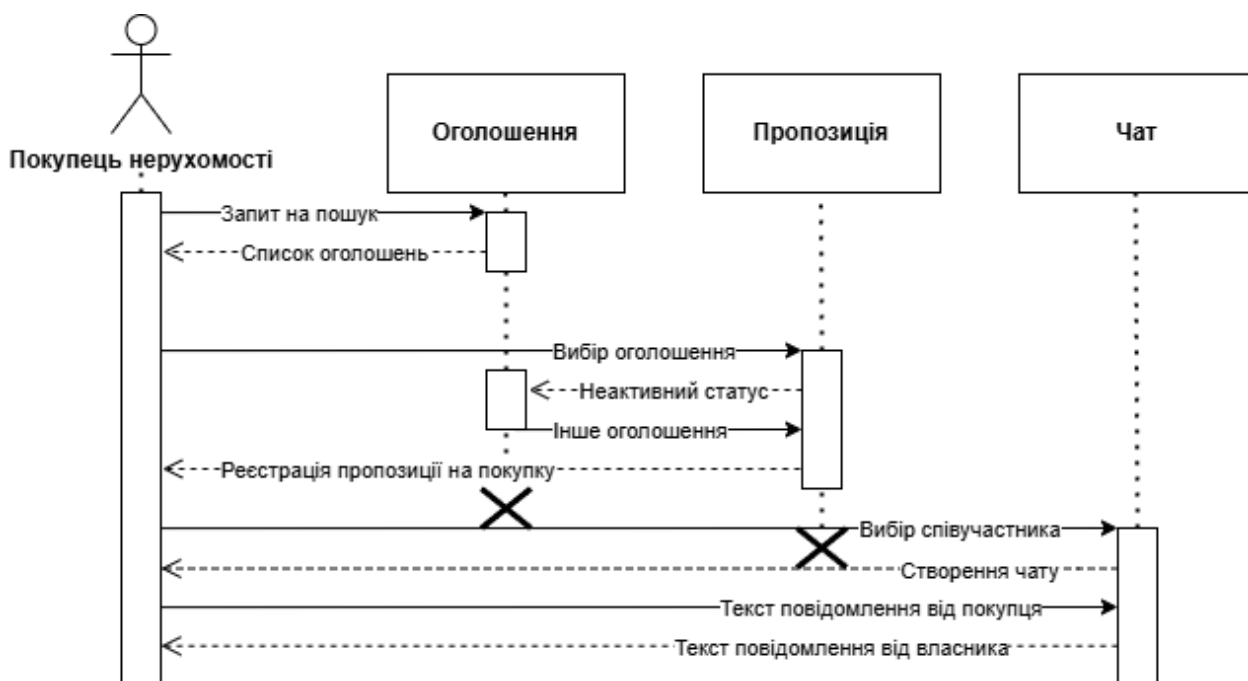 Оголошення
Пропозиція
Чат
Покупець нерухомості
Запит на пошук
Список оголошень
Вибір оголошення
Неактивний статус
Інше оголошення
Реєстрація пропозиції на покупку
Вибір співучастника
Створення чату
Текст повідомлення від покупця
Текст повідомлення від власника